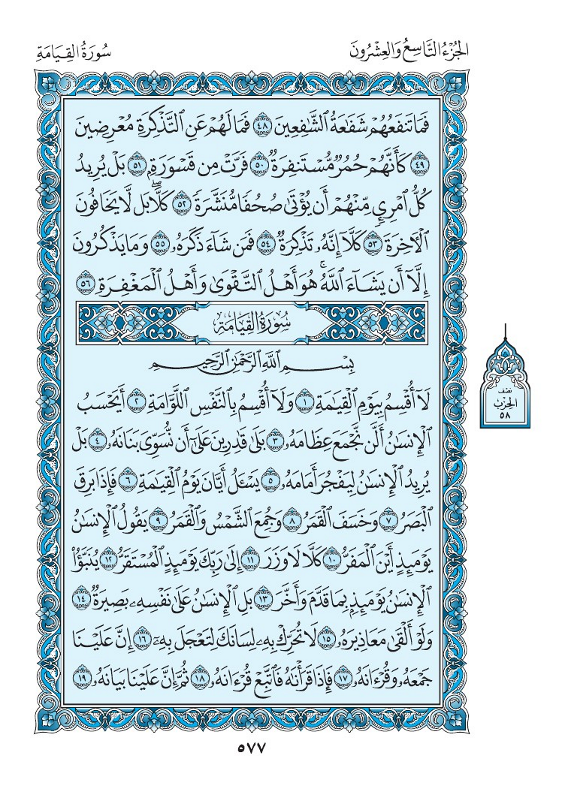 الجُزْءُ التَّاسِعُ وَالعِشْرُونَ
سُورَةُ القِيَامَةِ
فَمَا تَنفَعُهُمْ شَفَٰعَةُ ٱلشَّٰفِعِينَ ٤٨ فَمَا لَهُمْ عَنِ ٱلتَّذْكِرَةِ مُعْرِضِينَ
٤٩ كَأَنَّهُمْ حُمُرٌ مُّسْتَنفِرَةٌ ٥٠ فَرَّتْ مِن قَسْوَرَةٍۭ ٥١ بَلْ يُرِيدُ
كُلُّ ٱمْرِئٍ مِّنْهُمْ أَن يُؤْتَىٰ صُحُفًا مُّنَشَّرَةً ٥٢ كَلَّاۖ بَل لَّا يَخَافُونَ
ٱلْءَاخِرَةَ ٥٣ كَلَّآ إِنَّهُۥ تَذْكِرَةٌ ٥٤ فَمَن شَآءَ ذَكَرَهُۥ ٥٥ وَمَا يَذْكُرُونَ
إِلَّآ أَن يَشَآءَ ٱللَّهُۚ هُوَ أَهْلُ ٱلتَّقْوَىٰ وَأَهْلُ ٱلْمَغْفِرَةِ ٥٦
سُورَةُ القِيَامَةِ
بِسْمِ ٱللَّهِ ٱلرَّحْمَٰنِ ٱلرَّحِيمِ
لَآ أُقْسِمُ بِيَوْمِ ٱلْقِيَٰمَةِ ١ وَلَآ أُقْسِمُ بِٱلنَّفْسِ ٱللَّوَّامَةِ ٢ أَيَحْسَبُ
ٱلْإِنسَٰنُ أَلَّن نَّجْمَعَ عِظَامَهُۥ ٣ بَلَىٰ قَٰدِرِينَ عَلَىٰٓ أَن نُّسَوِّىَ بَنَانَهُۥ ٤ بَلْ
يُرِيدُ ٱلْإِنسَٰنُ لِيَفْجُرَ أَمَامَهُۥ ٥ يَسْـَٔلُ أَيَّانَ يَوْمُ ٱلْقِيَٰمَةِ ٦ فَإِذَا بَرِقَ
ٱلْبَصَرُ ٧ وَخَسَفَ ٱلْقَمَرُ ٨ وَجُمِعَ ٱلشَّمْسُ وَٱلْقَمَرُ ٩ يَقُولُ ٱلْإِنسَٰنُ
يَوْمَئِذٍ أَيْنَ ٱلْمَفَرُّ ١٠ كَلَّا لَا وَزَرَ ١١ إِلَىٰ رَبِّكَ يَوْمَئِذٍ ٱلْمُسْتَقَرُّ ١٢ يُنَبَّؤُا۟
ٱلْإِنسَٰنُ يَوْمَئِذٍۭ بِمَا قَدَّمَ وَأَخَّرَ ١٣ بَلِ ٱلْإِنسَٰنُ عَلَىٰ نَفْسِهِۦ بَصِيرَةٌ ١٤
وَلَوْ أَلْقَىٰ مَعَاذِيرَهُۥ ١٥ لَا تُحَرِّكْ بِهِۦ لِسَانَكَ لِتَعْجَلَ بِهِۦٓ ١٦ إِنَّ عَلَيْنَا
جَمْعَهُۥ وَقُرْءَانَهُۥ ١٧ فَإِذَا قَرَأْنَٰهُ فَٱتَّبِعْ قُرْءَانَهُۥ ١٨ ثُمَّ إِنَّ عَلَيْنَا بَيَانَهُۥ ١٩
نصف
الحزب
٥٨
٥٧٧